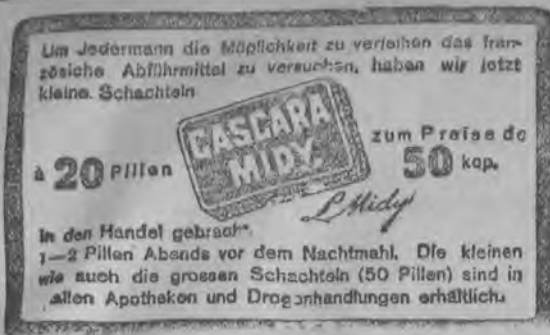 Um Jedermann die Möglichkeit zu verleihen das fran-
zösiche Abführmittel zu versuchen, haben wir jetzt
kleine. Schachteln
CASCARA
MIDY.
à 20 Pillen
zum Preise de
50 kop.
L Midy
in den Handel gebracht.
1—2 Pillen Abends vor dem Nachtmahl. Die kleinen
wie auch die grossen Schachteln (50 Pillen) sind in
allen Apotheken und Drogenhandlungen erhältlich.